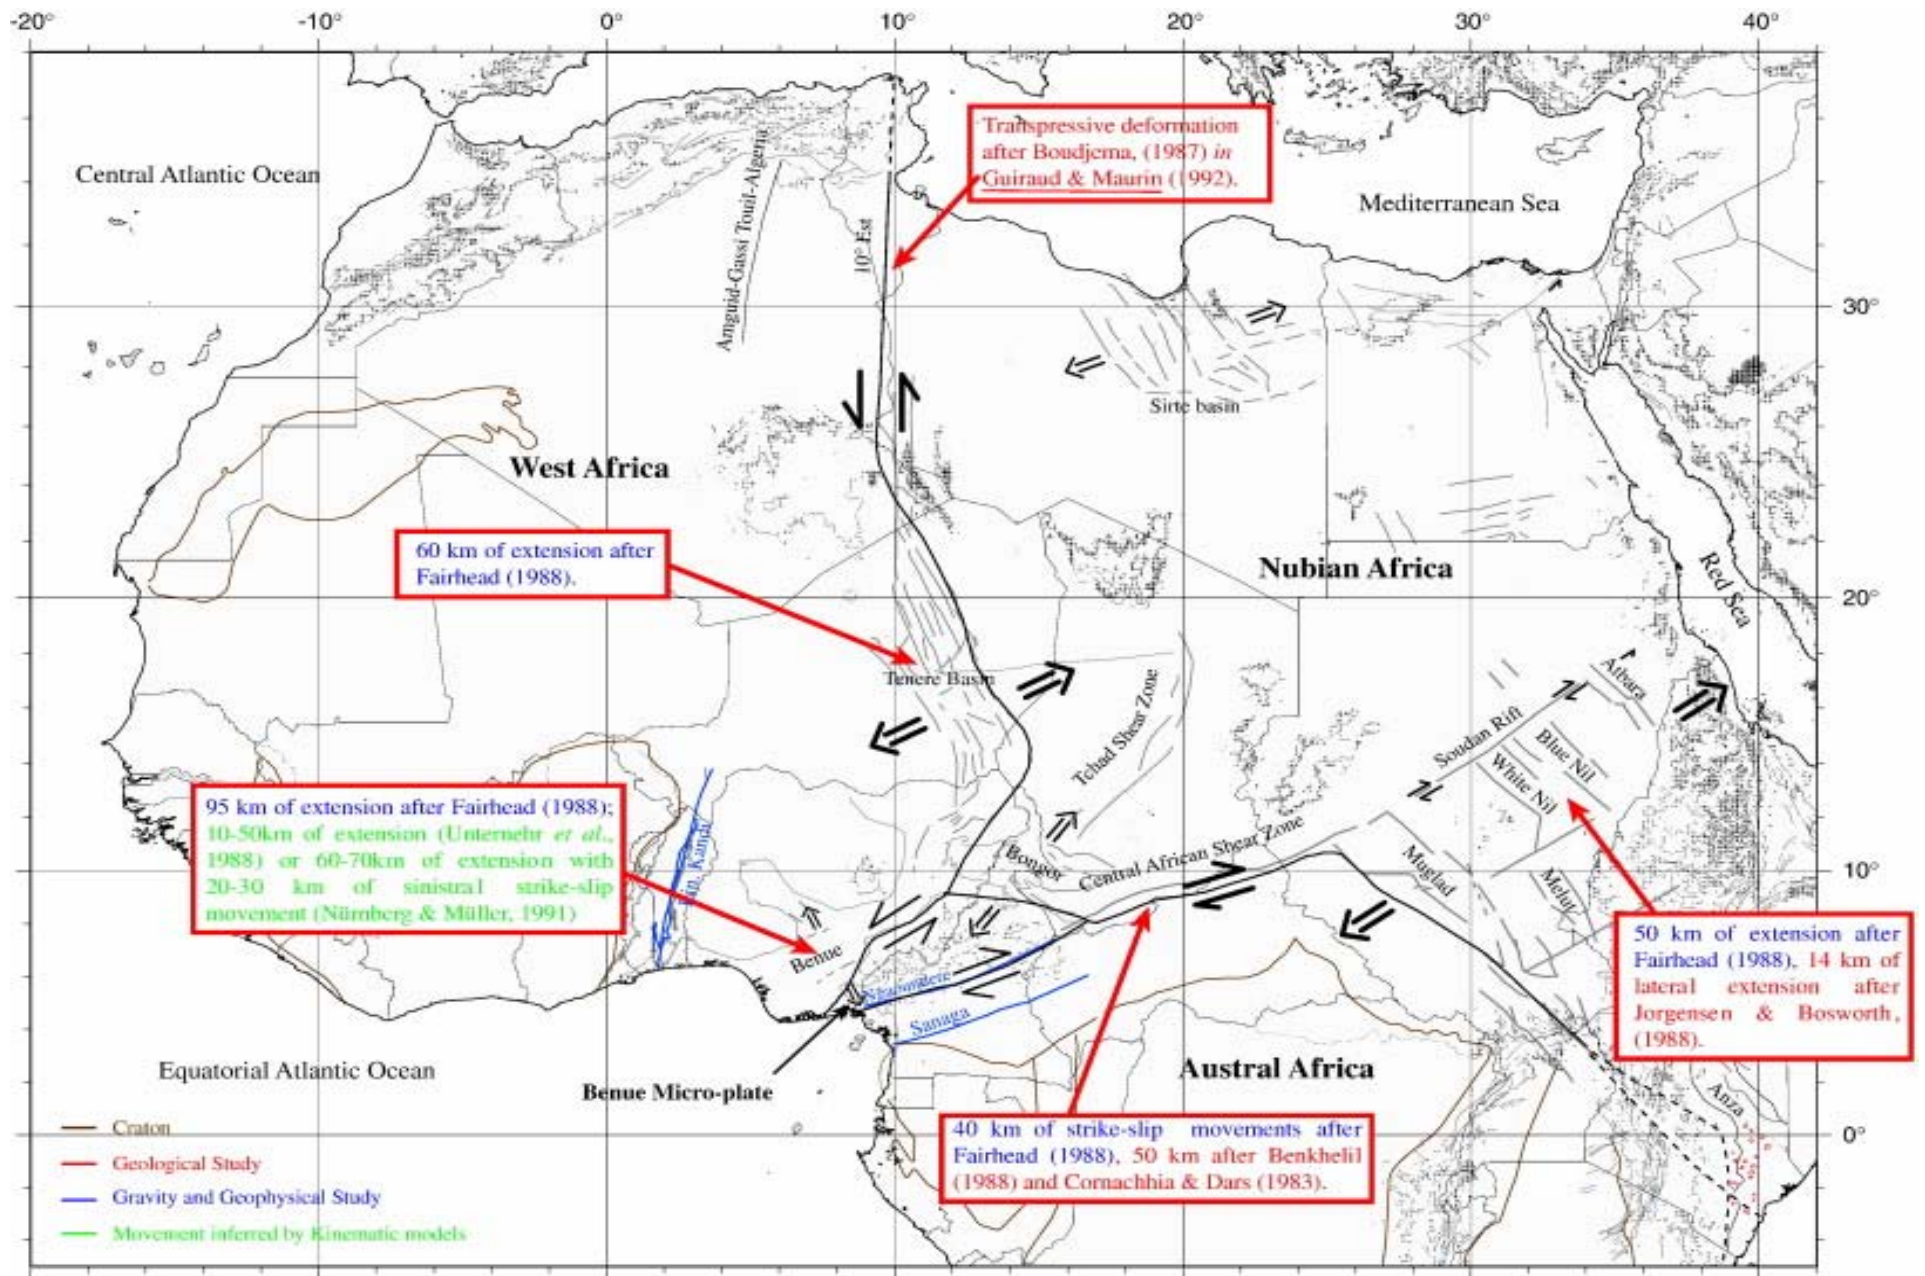 -20°
-10°
0°
10°
20°
30°
40°
Central Atlantic Ocean
Transpressive deformation
after Boudjema, (1987) in
Guiraud & Maurin (1992).
Mediterranean Sea
Amguid-Gassi Touil-Algeria
10° Est
30°
Sirte basin
West Africa
60 km of extension after
Fairhead (1988).
Nubian Africa
Red Sea
20°
Tenere Basin
Tchad Shear Zone
Atbara
Soudan Rift
Blue Nil
White Nil
95 km of extension after Fairhead (1988);
10-50km of extension (Unternehr et al.,
1988) or 60-70km of extension with
20-30 km of sinistral strike-slip
movement (Nürnberg & Müller, 1991)
Kandi
Bongor
Central African Shear Zone
Muglad
Melut
10°
Benue
50 km of extension after
Fairhead (1988), 14 km of
lateral extension after
Jorgensen & Bosworth,
(1988).
Sanaga
Equatorial Atlantic Ocean
Austral Africa
Benue Micro-plate
Anza
40 km of strike-slip movements after
Fairhead (1988), 50 km after Benkhelil
(1988) and Cornachhia & Dars (1983).
0°
Craton
Geological Study
Gravity and Geophysical Study
Movement inferred by Kinematic models